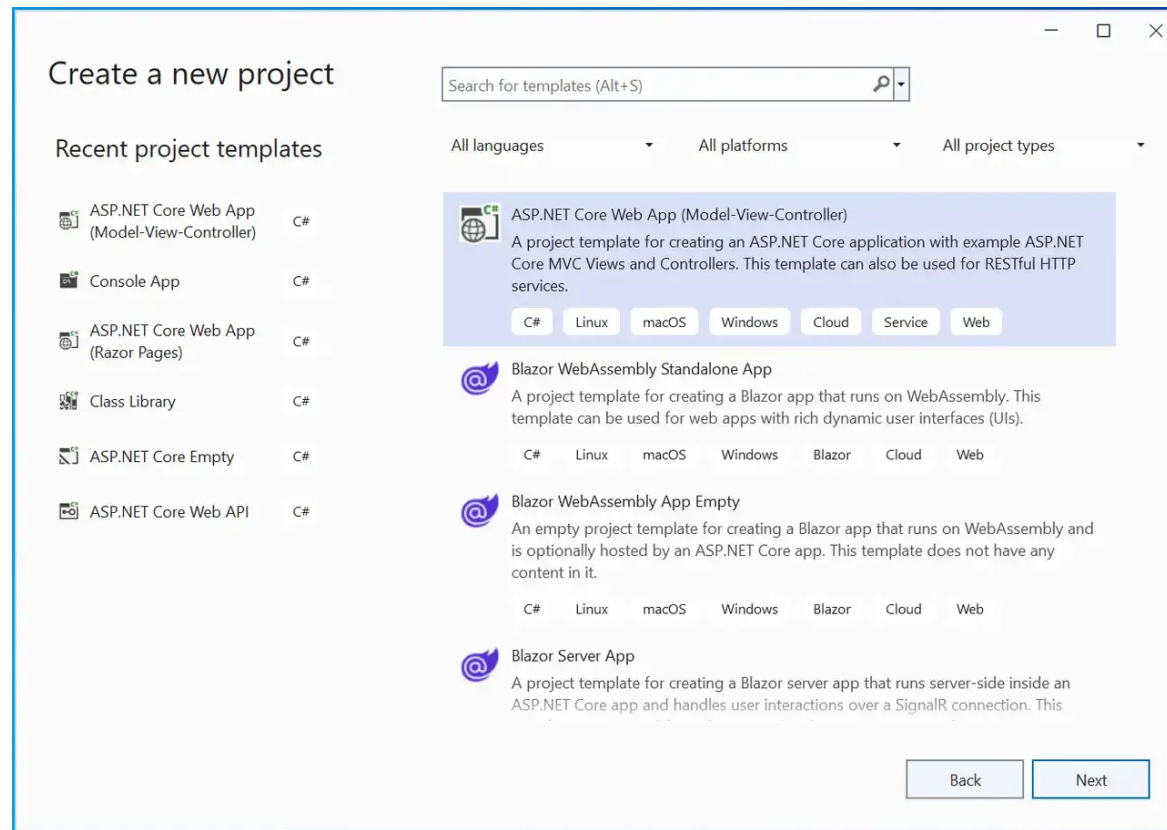 Create a new project
Search for templates (Alt+S)
Recent project templates
All languages
All platforms
All project types
ASP.NET Core Web App
(Model-View-Controller)
C#
Console App
C#
ASP.NET Core Web App
(Razor Pages)
C#
Class Library
C#
ASP.NET Core Empty
C#
ASP.NET Core Web API
C#
ASP.NET Core Web App (Model-View-Controller)
A project template for creating an ASP.NET Core application with example ASP.NET
Core MVC Views and Controllers. This template can also be used for RESTful HTTP
services.
C# Linux macOS Windows Cloud Service Web
Blazor WebAssembly Standalone App
A project template for creating a Blazor app that runs on WebAssembly. This
template can be used for web apps with rich dynamic user interfaces (UIs).
C# Linux macOS Windows Blazor Cloud Web
Blazor WebAssembly App Empty
An empty project template for creating a Blazor app that runs on WebAssembly and
is optionally hosted by an ASP.NET Core app. This template does not have any
content in it.
C# Linux macOS Windows Blazor Cloud Web
Blazor Server App
A project template for creating a Blazor server app that runs server-side inside an
ASP.NET Core app and handles user interactions over a SignalR connection. This
Back
Next